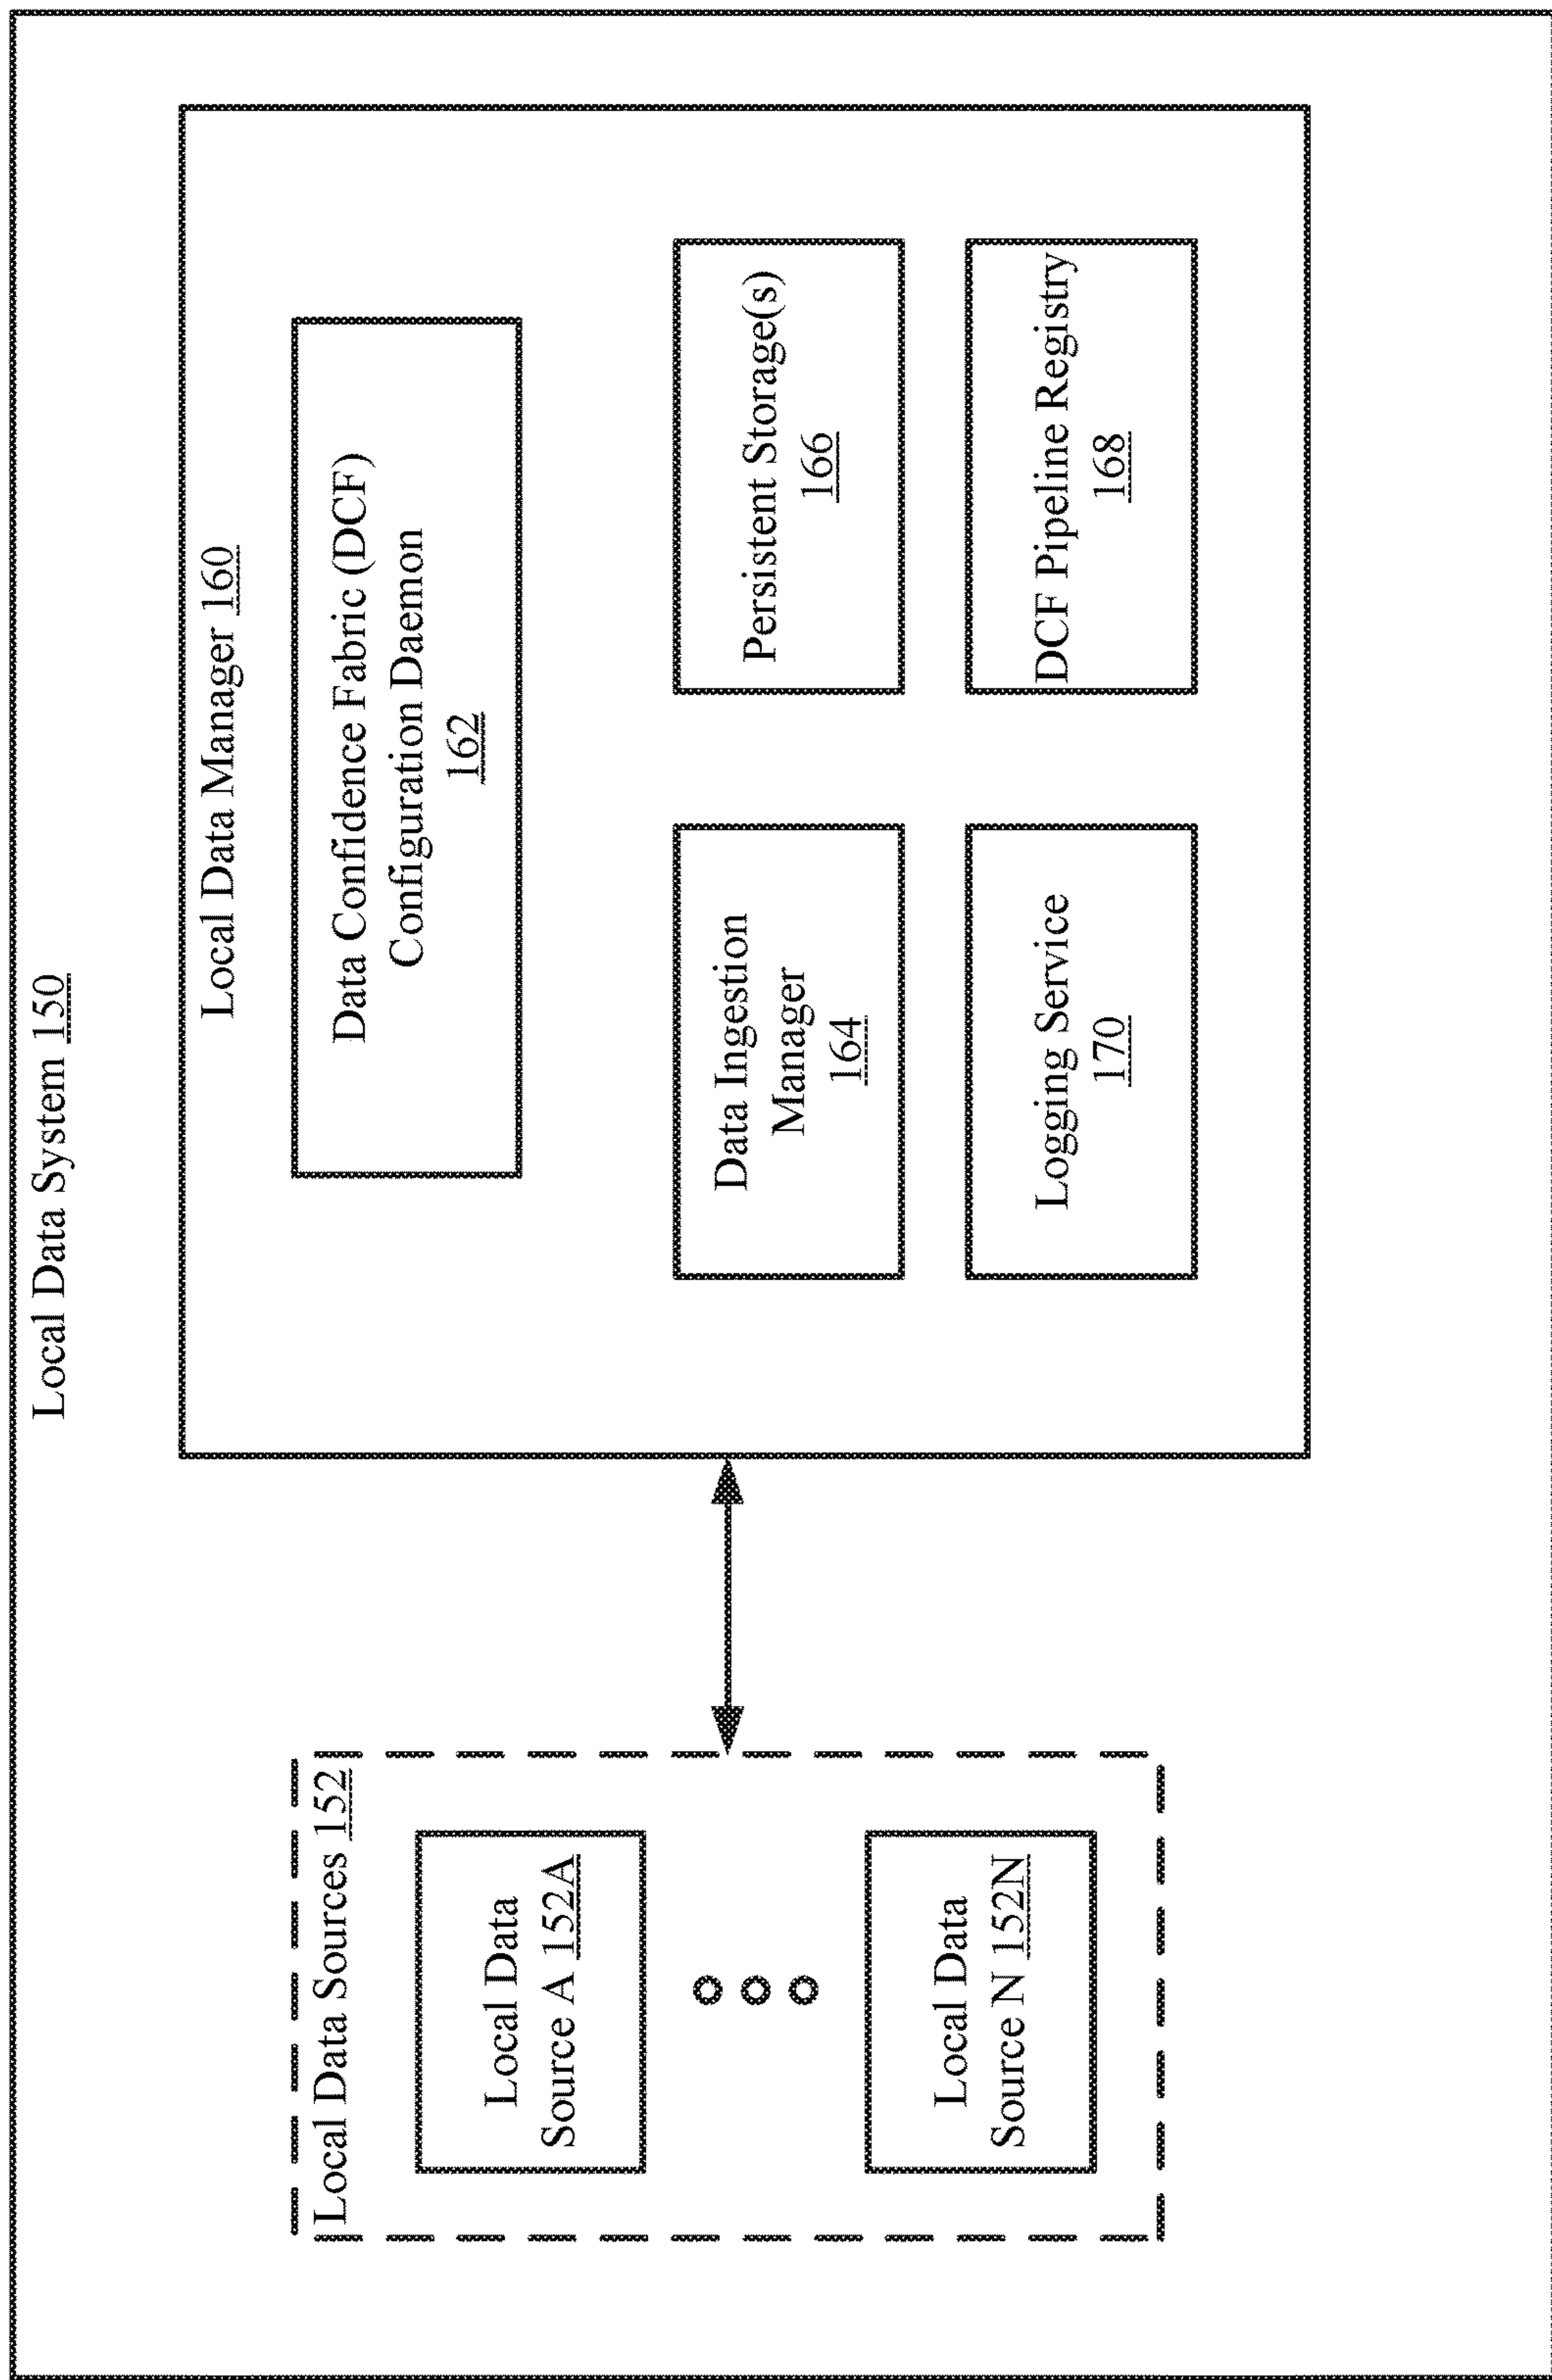 Local Data System 150
Local Data Sources 152
Local Data
Source A 152A
Local Data
Source N 152N
Local Data Manager 160
Data Confidence Fabric (DCF)
Configuration Daemon
162
Data Ingestion
Manager
164
Persistent Storage(s)
166
Logging Service
170
DCF Pipeline Registry
168